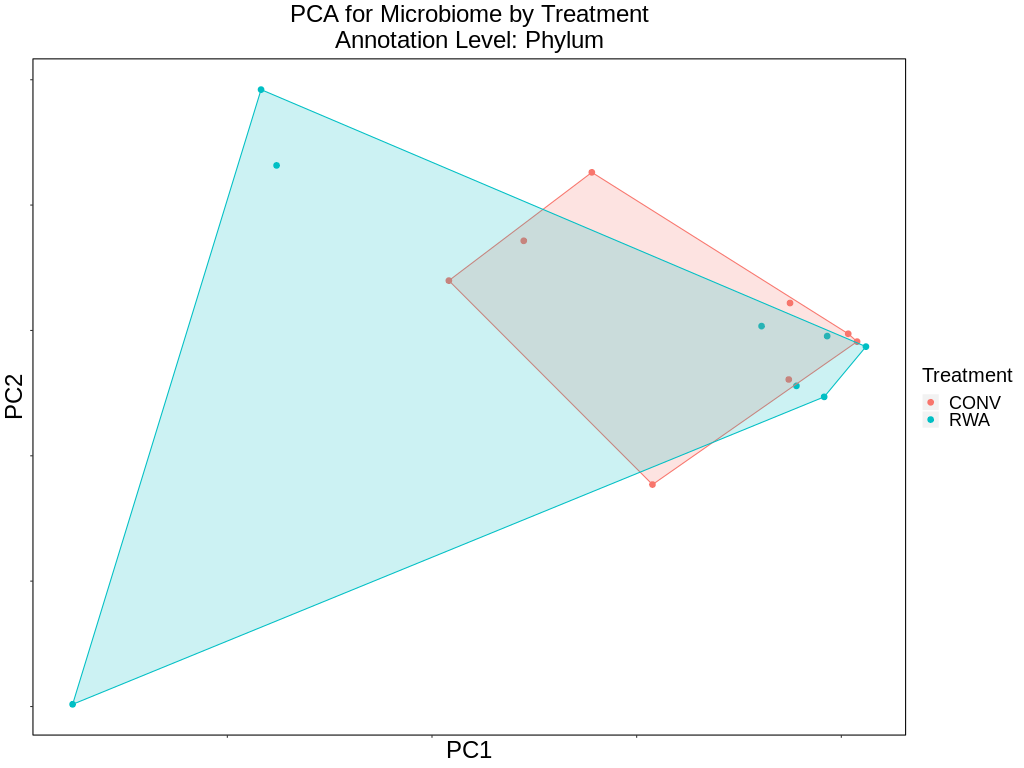 PCA for Microbiome by Treatment
Annotation Level: Phylum
PC2
PC1
Treatment
CONV
RWA